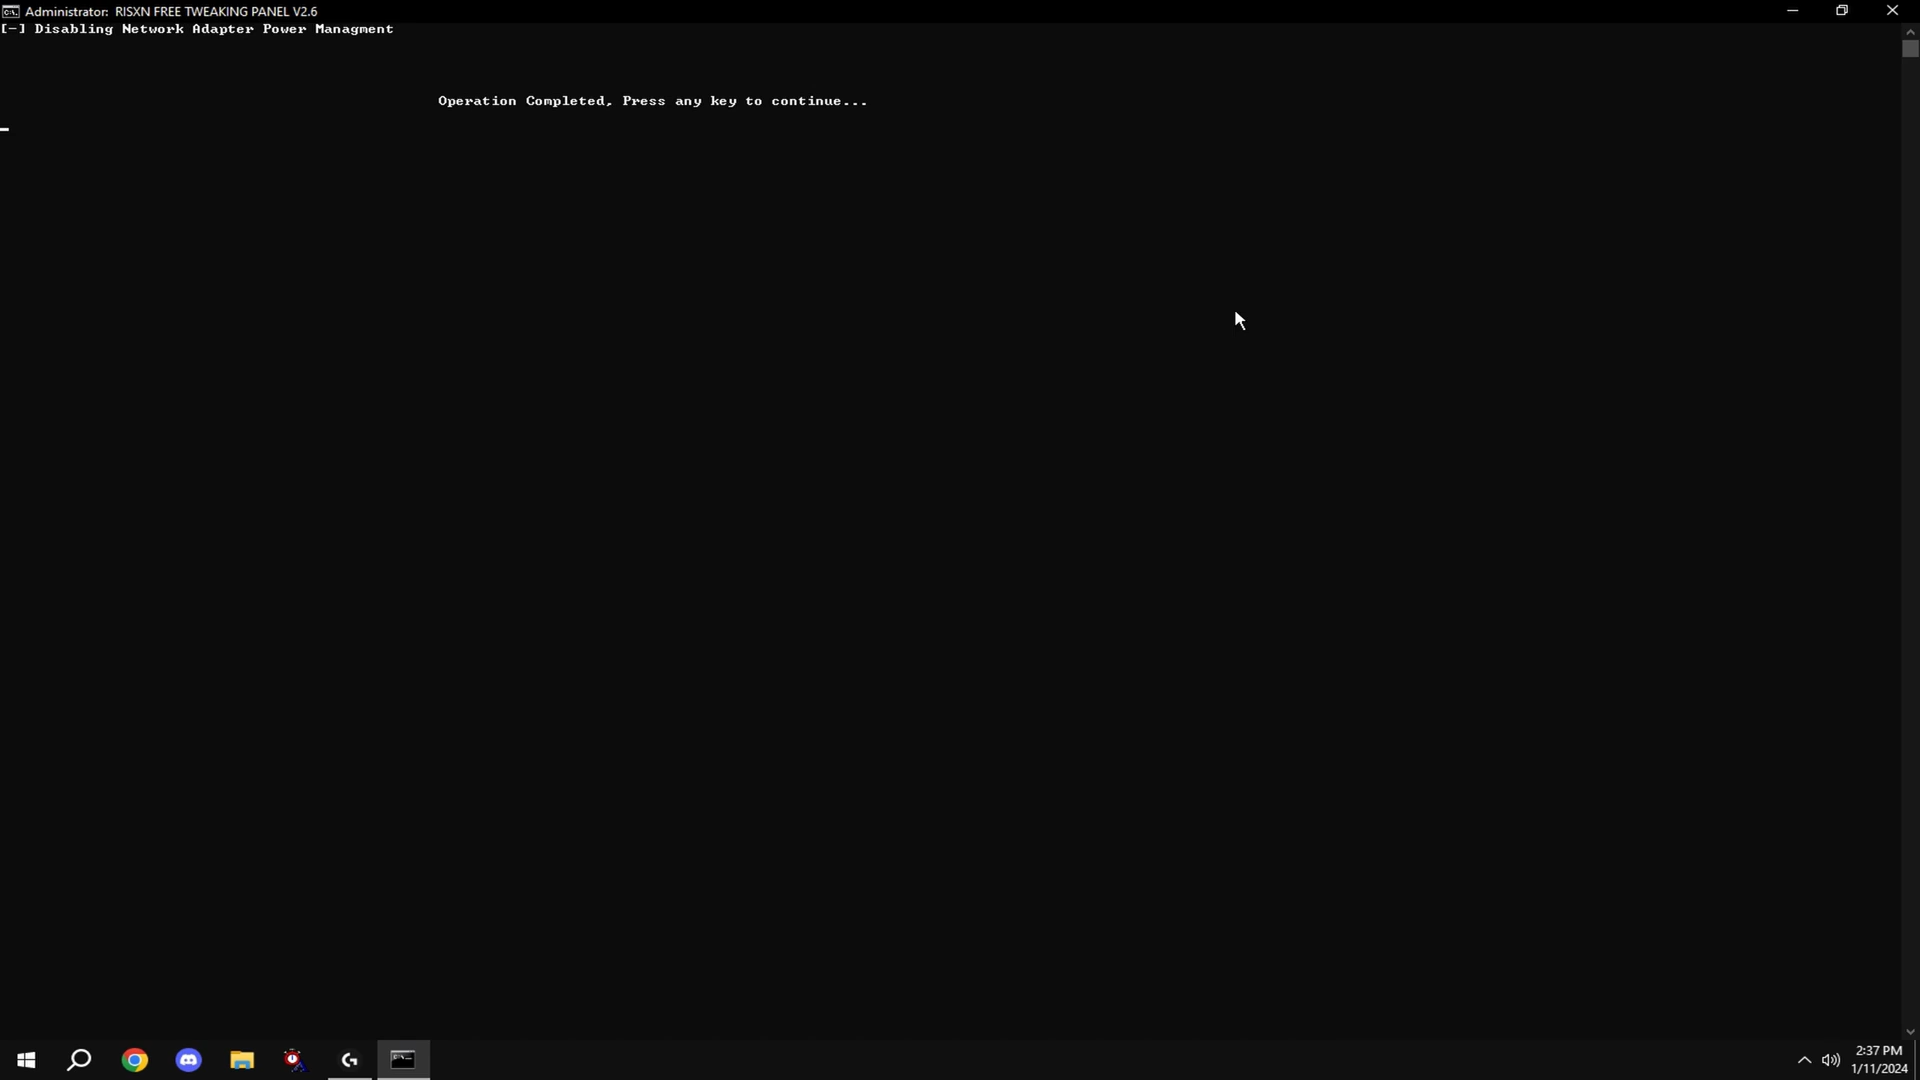 Administrator: RISXN FREE TWEAKING PANEL V2.6
[-] Disabling Network Adapter Power Managment
Operation Completed, Press any key to continue...
2:37 PM
1/11/2024